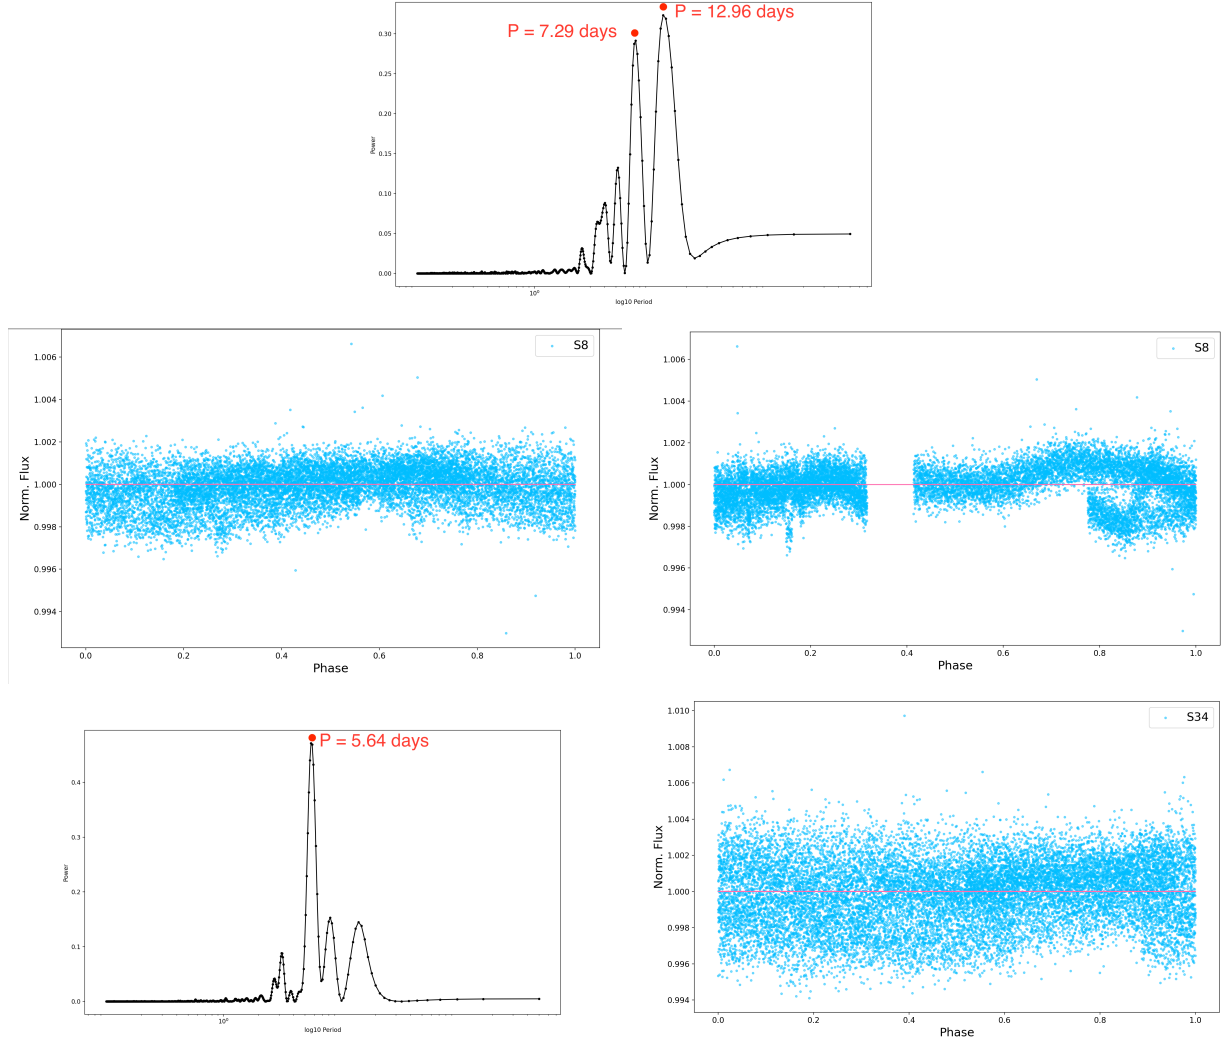 P = 12.96 days
P = 7.29 days
0.30
0.25
0.20
0.15
0.10
0.05
0.00
Power
10⁰
log10 Period
S8
1.006
1.004
1.002
1.000
0.998
0.996
0.994
Norm. Flux
0.0 0.2 0.4 0.6 0.8 1.0
Phase
S8
1.006
1.004
1.002
1.000
0.998
0.996
0.994
Norm. Flux
0.0 0.2 0.4 0.6 0.8 1.0
Phase
P = 5.64 days
0.4
0.3
0.2
0.1
0.0
Power
10⁰
log10 Period
S34
1.010
1.008
1.006
1.004
1.002
1.000
0.998
0.996
0.994
Norm. Flux
0.0 0.2 0.4 0.6 0.8 1.0
Phase